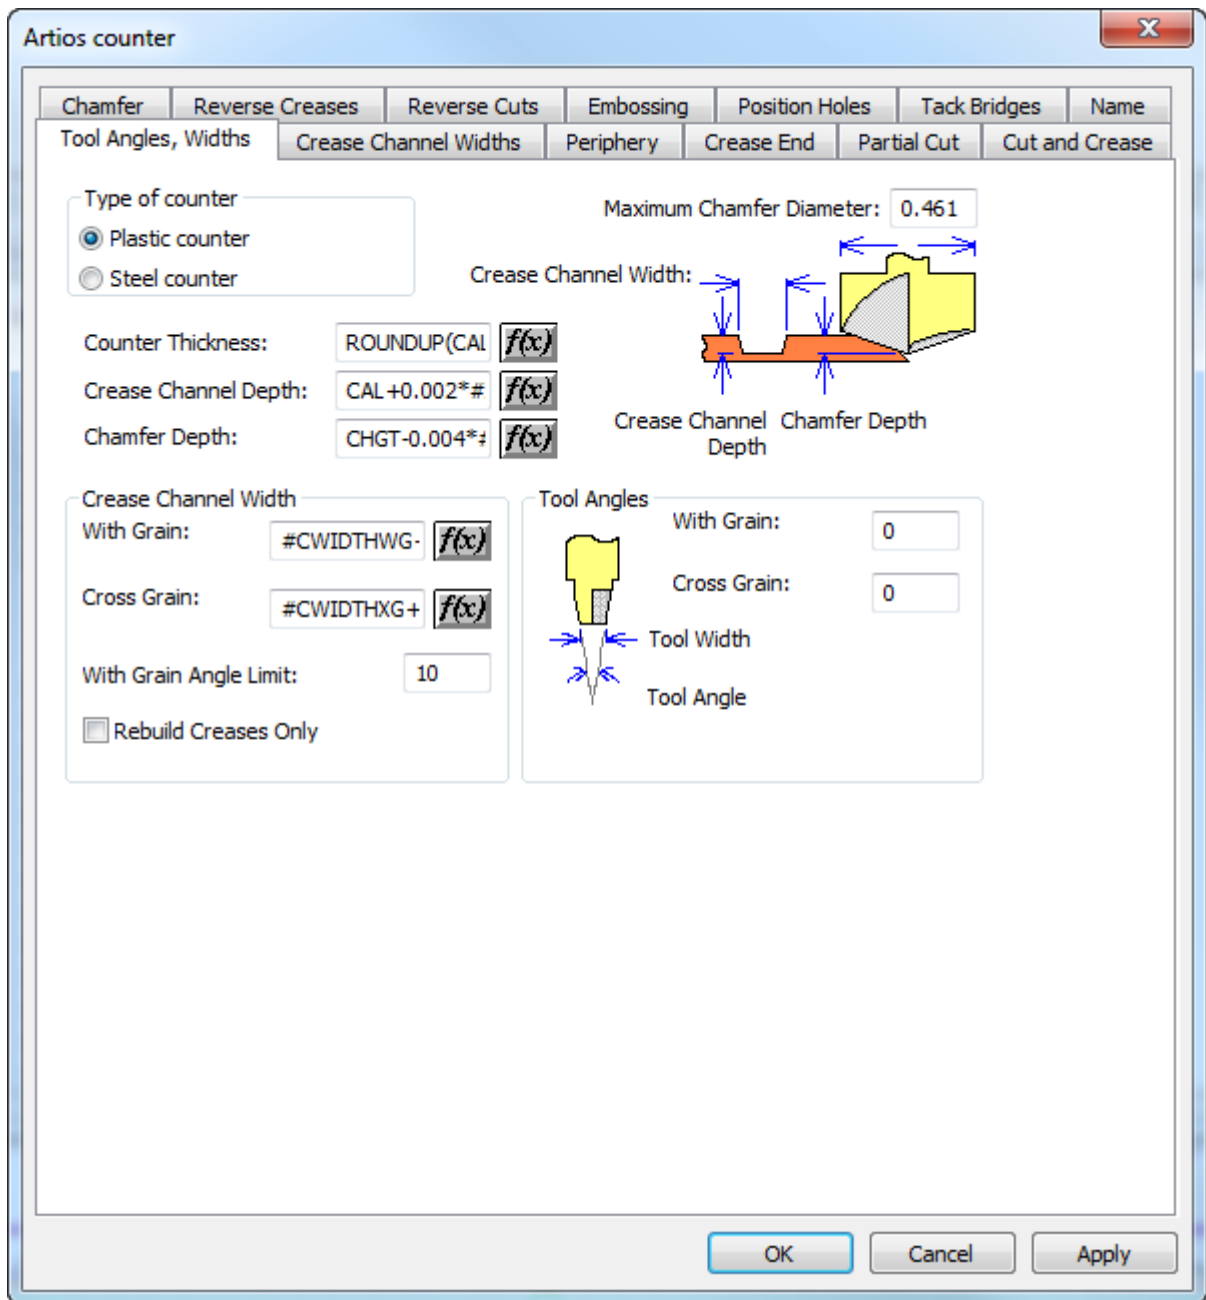 Artios counter
Chamfer Reverse Creases Reverse Cuts Embossing Position Holes Tack Bridges Name
Tool Angles, Widths Crease Channel Widths Periphery Crease End Partial Cut Cut and Crease
Type of counter
Plastic counter
Steel counter
Maximum Chamfer Diameter: 0.461
Crease Channel Width:
Counter Thickness: ROUNDUP(CAL f(x)
Crease Channel Depth: CAL+0.002*# f(x)
Chamfer Depth: CHGT-0.004*# f(x)
Crease Channel Depth
Chamfer Depth
Crease Channel Width
With Grain: #CWIDTHWG- f(x)
Cross Grain: #CWIDTHXG+ f(x)
With Grain Angle Limit: 10
Rebuild Creases Only
Tool Angles
With Grain: 0
Cross Grain: 0
Tool Width
Tool Angle
OK Cancel Apply